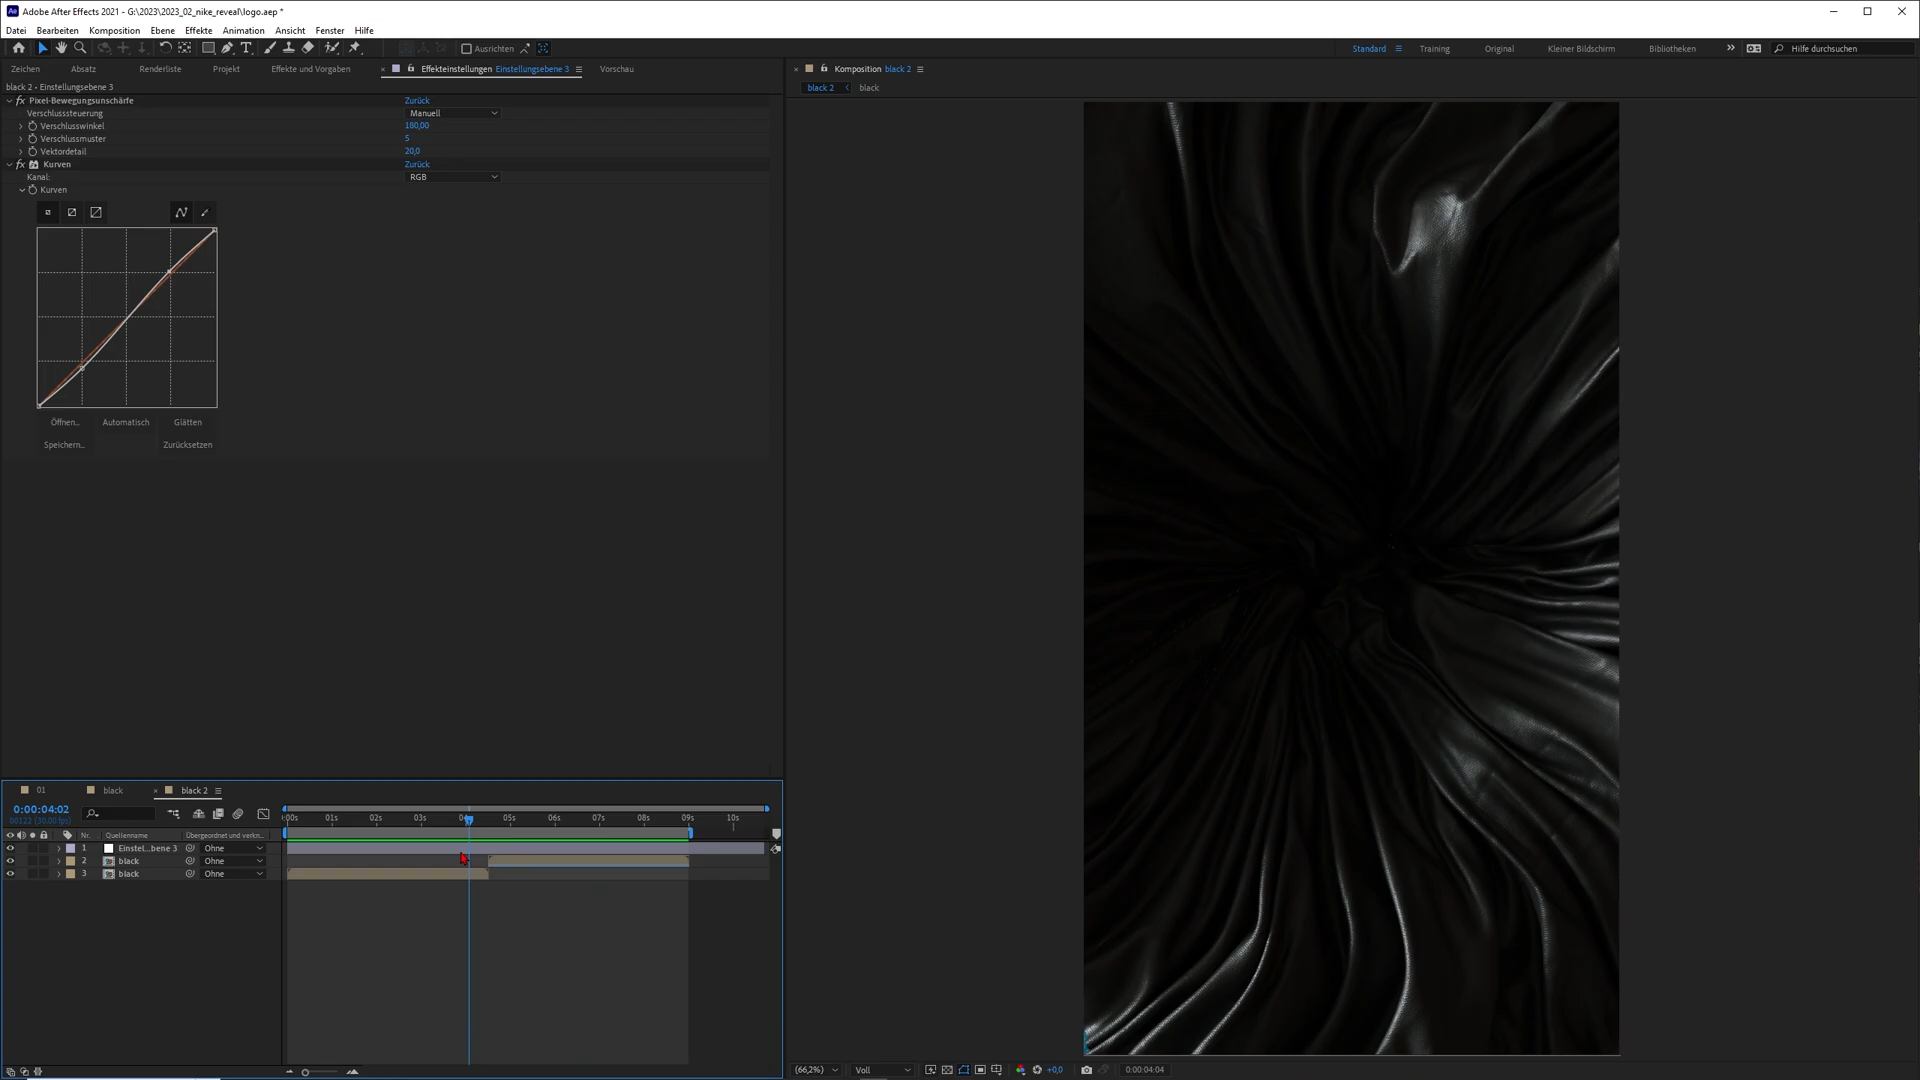 Adobe After Effects 2021 - G:\2023\2023_02_nike_reveal\logo.aep *
Datei Bearbeiten Komposition Ebene Effekte Animation Ansicht Fenster Hilfe
Ausrichten Standard Training Original Kleiner Bildschirm Bibliotheken Hilfe durchsuchen
Zeichen Absatz Renderliste Projekt Effekte und Vorgaben Effekteinstellungen Einstellungsebene 3 Vorschau
Komposition black 2
black 2 • Einstellungsebene 3
black 2 black
fx Pixel-Bewegungsunschärfe Zurück
Verschlusssteuerung Manuell
Verschlusswinkel 180,00
Verschlussmuster 5
Vektordetail 20,0
fx Kurven Zurück
Kanal: RGB
Kurven
Öffnen... Automatisch Glätten
Speichern... Zurücksetzen
01 black black 2
0:00:04:02
00122 (30.00 fps)
:00s 01s 02s 03s 04s 05s 06s 07s 08s 09s 10s
Nr. Quellenname Übergeordnet und verkn...
1 Einstel...bene 3 Ohne
2 black Ohne
3 black Ohne
(66,2%) Voll +0,0 0:00:04:04